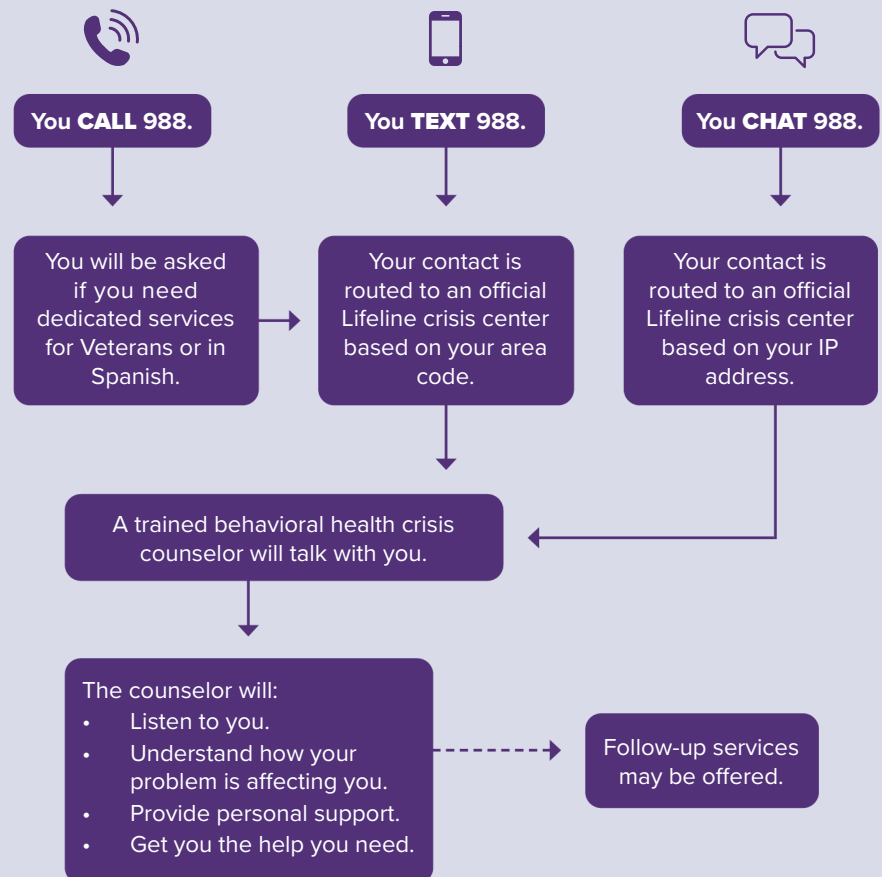 You CALL 988.
You TEXT 988.
You CHAT 988.
You will be asked
if you need
dedicated services
for Veterans or in
Spanish.
Your contact is
routed to an official
Lifeline crisis center
based on your area
code.
Your contact is
routed to an official
Lifeline crisis center
based on your IP
address.
A trained behavioral health crisis
counselor will talk with you.
The counselor will:
• Listen to you.
• Understand how your
problem is affecting you.
• Provide personal support.
• Get you the help you need.
Follow-up services
may be offered.